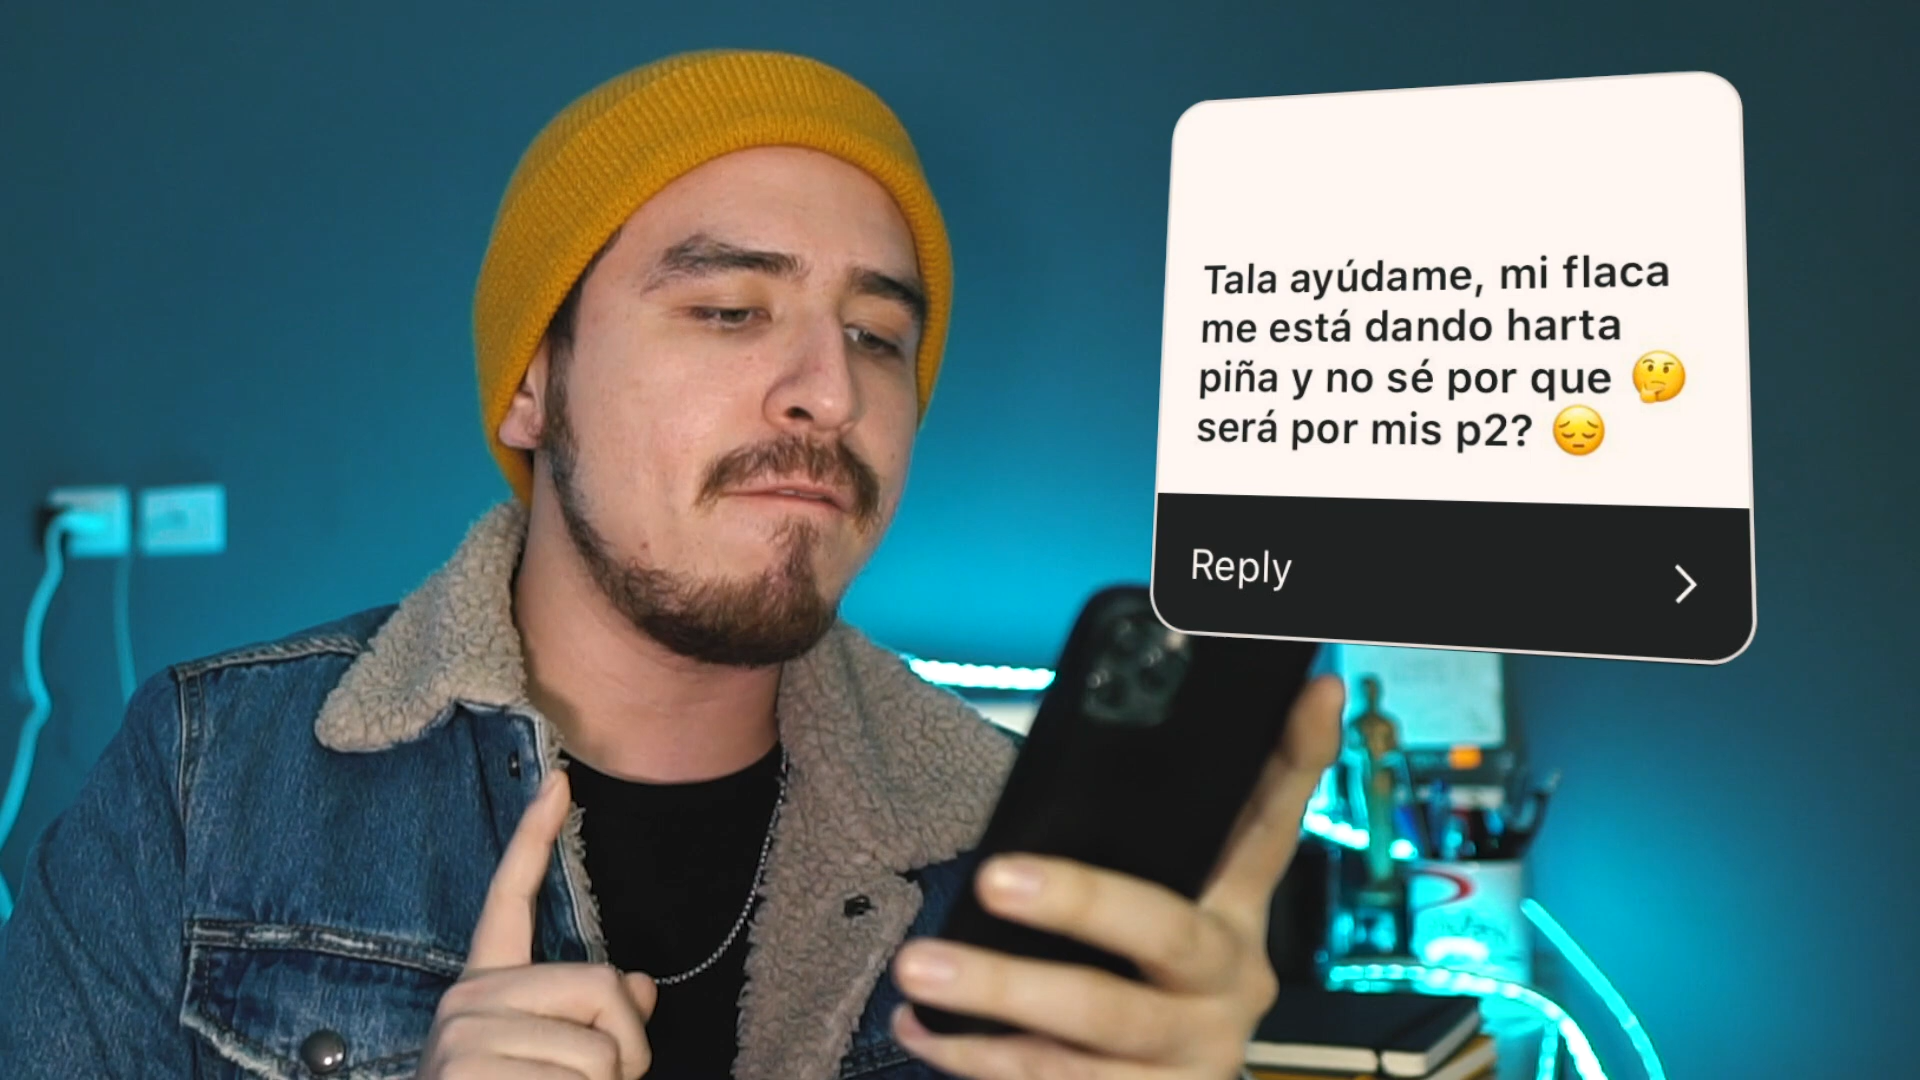 Tala ayúdame, mi flaca
me está dando harta
piña y no sé por que 🤔
será por mis p2? 😔
Reply